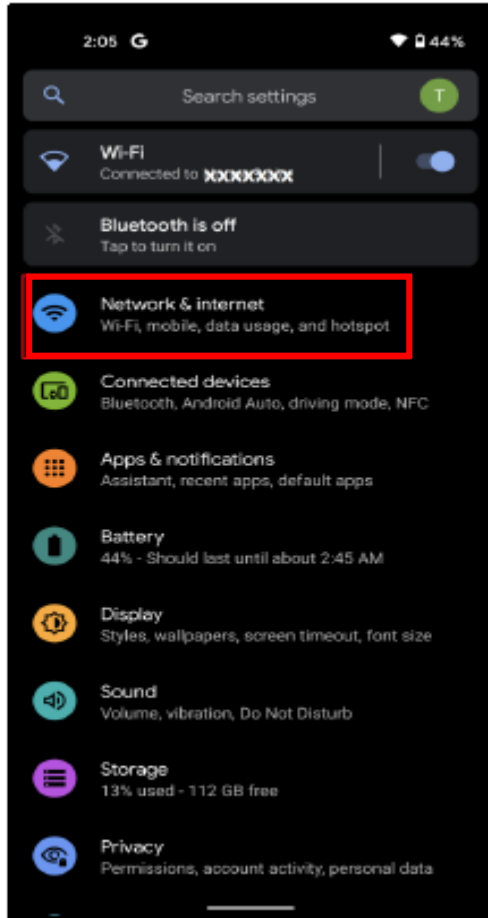 2:05 G 44%
Search settings T
Wi-Fi
Connected to xxxxxxxx
Bluetooth is off
Tap to turn it on
Network & internet
Wi-Fi, mobile, data usage, and hotspot
Connected devices
Bluetooth, Android Auto, driving mode, NFC
Apps & notifications
Assistant, recent apps, default apps
Battery
44% - Should last until about 2:45 AM
Display
Styles, wallpapers, screen timeout, font size
Sound
Volume, vibration, Do Not Disturb
Storage
13% used - 112 GB free
Privacy
Permissions, account activity, personal data